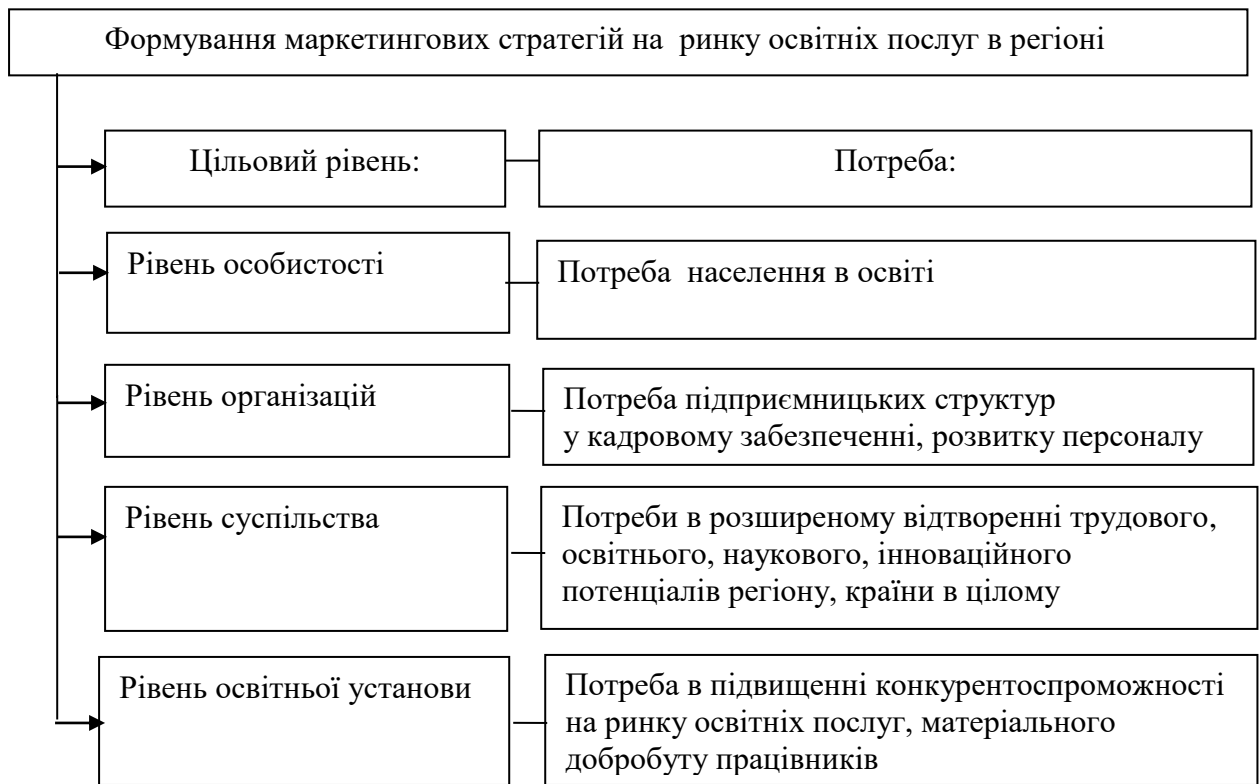 Формування маркетингових стратегій на ринку освітніх послуг в регіоні
Цільовий рівень:
Потреба:
Рівень особистості
Потреба населення в освіті
Рівень організацій
Потреба підприємницьких структур
у кадровому забезпеченні, розвитку персоналу
Рівень суспільства
Потреби в розширеному відтворенні трудового,
освітнього, наукового, інноваційного
потенціалів регіону, країни в цілому
Рівень освітньої установи
Потреба в підвищенні конкурентоспроможності
на ринку освітніх послуг, матеріального
добробуту працівників